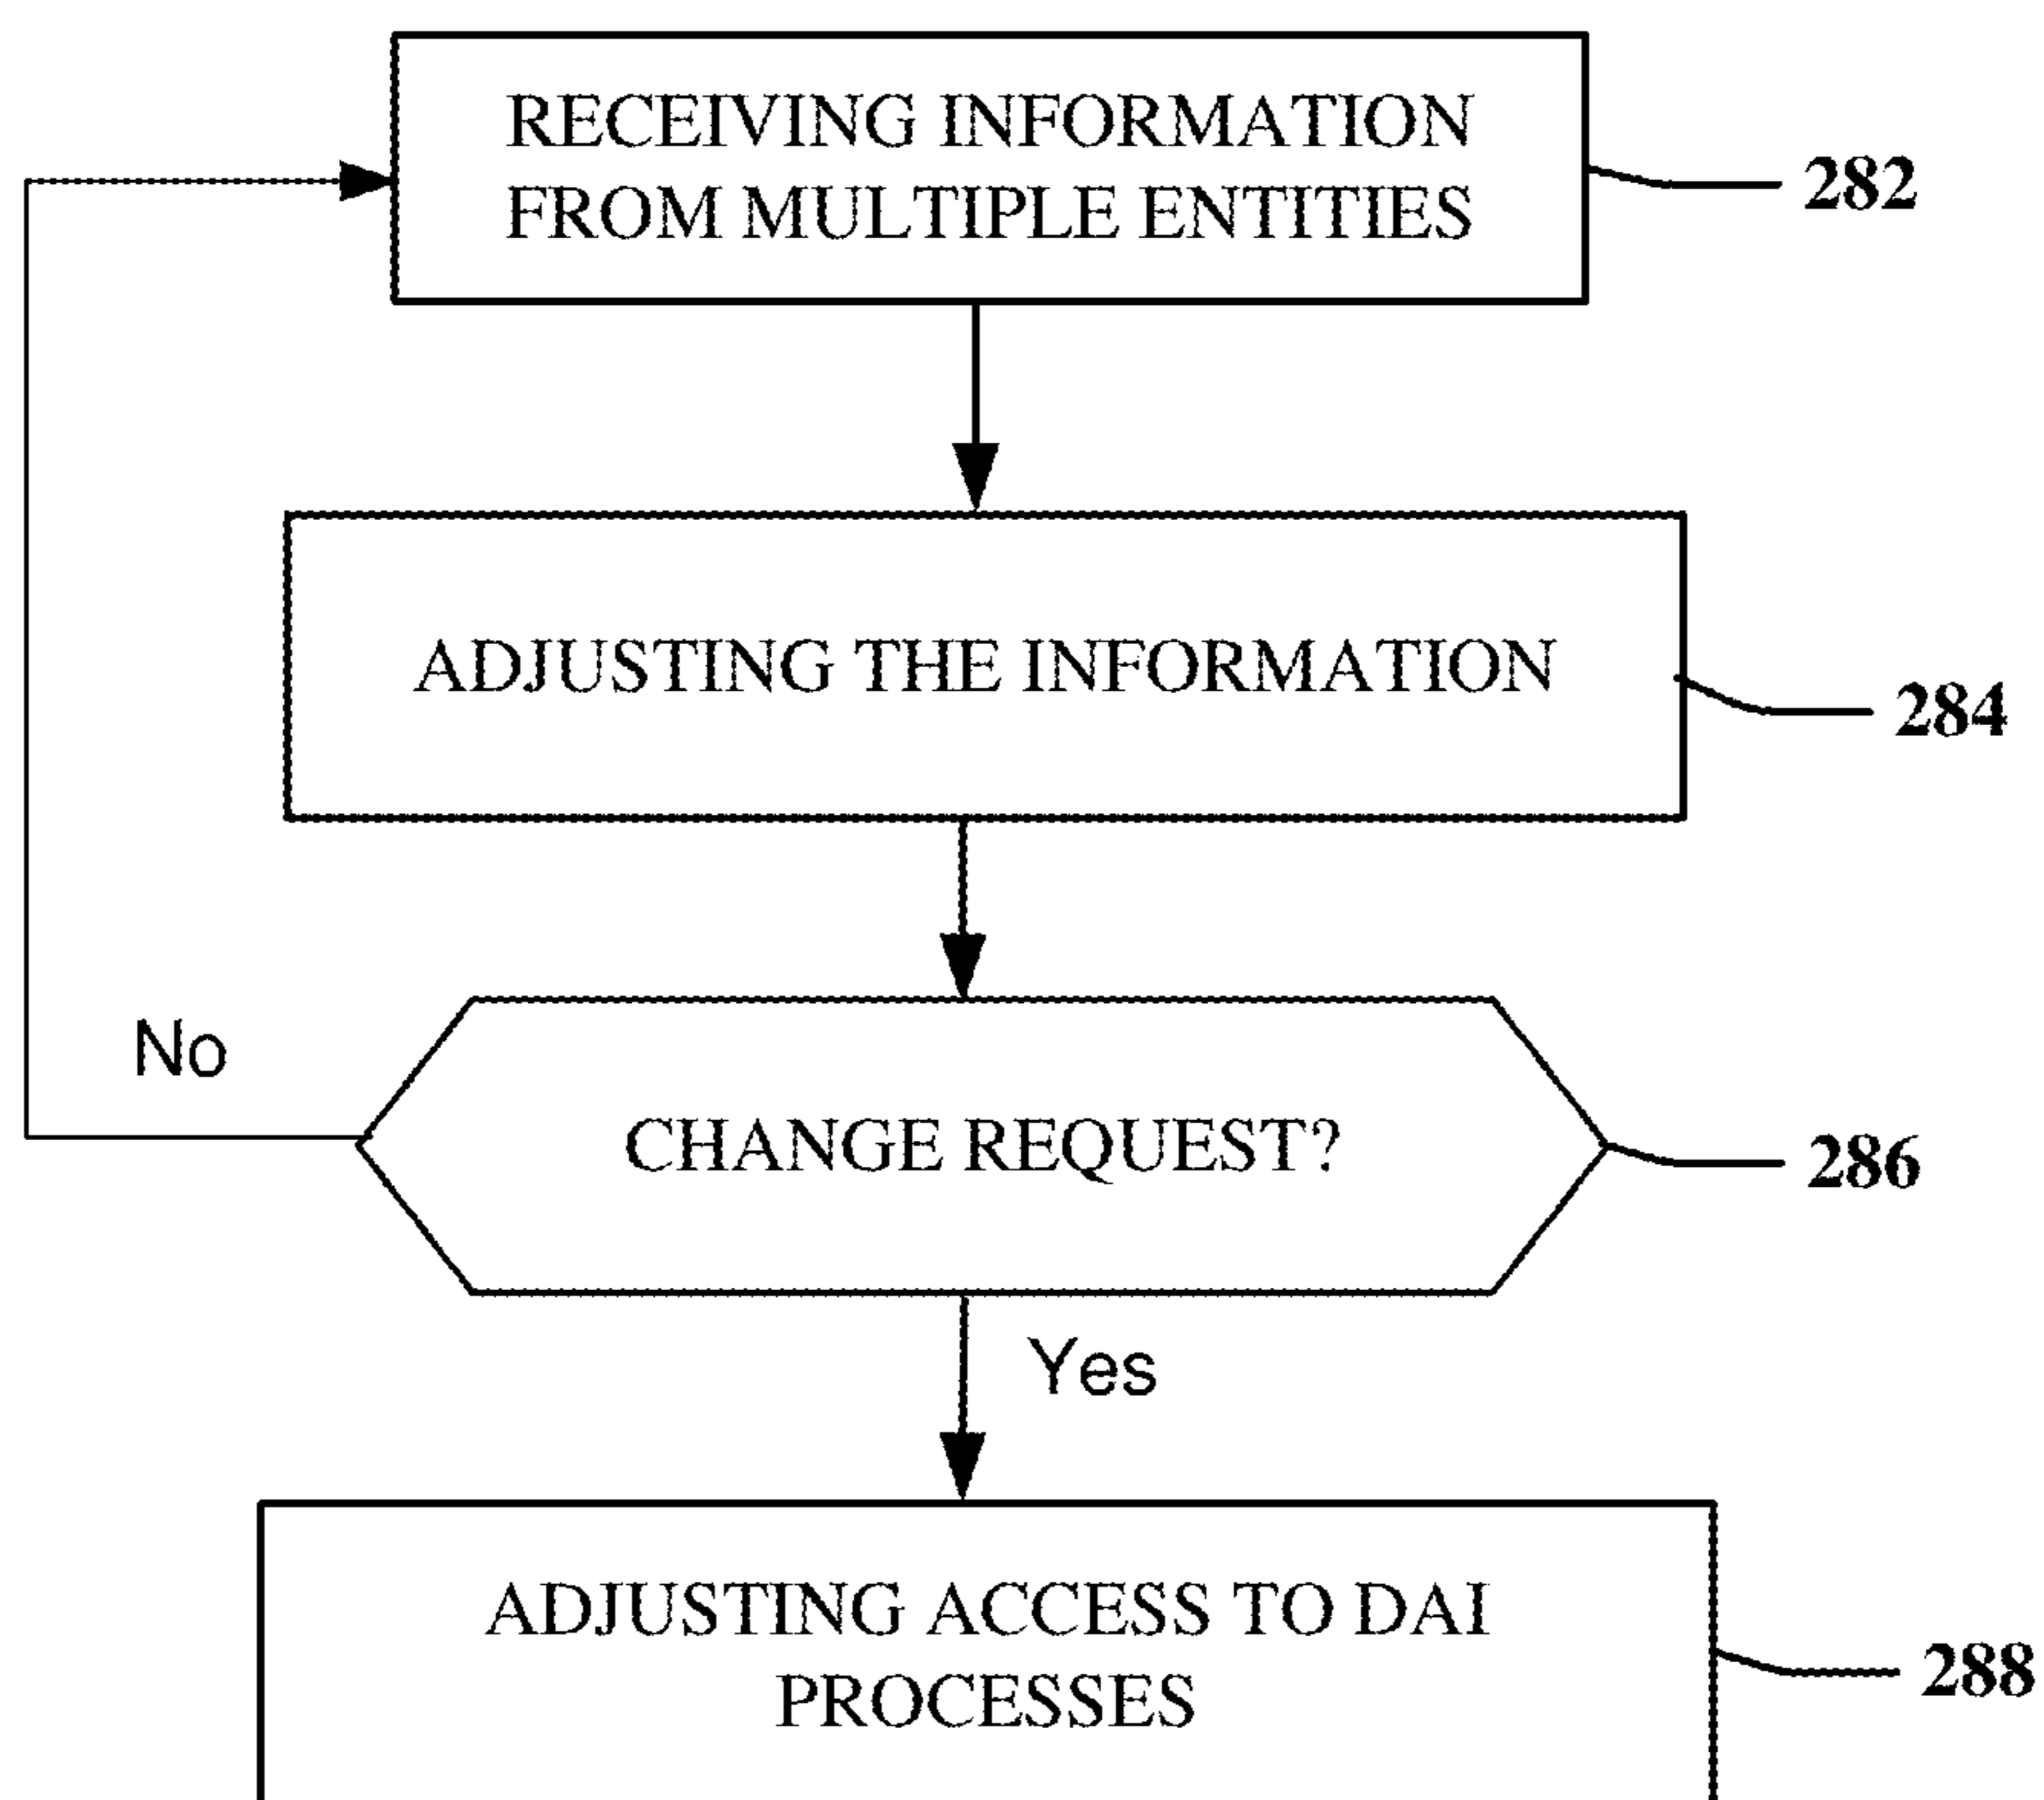 RECEIVING INFORMATION
FROM MULTIPLE ENTITIES
282
ADJUSTING THE INFORMATION
284
No
CHANGE REQUEST?
286
Yes
ADJUSTING ACCESS TO DAI
PROCESSES
288